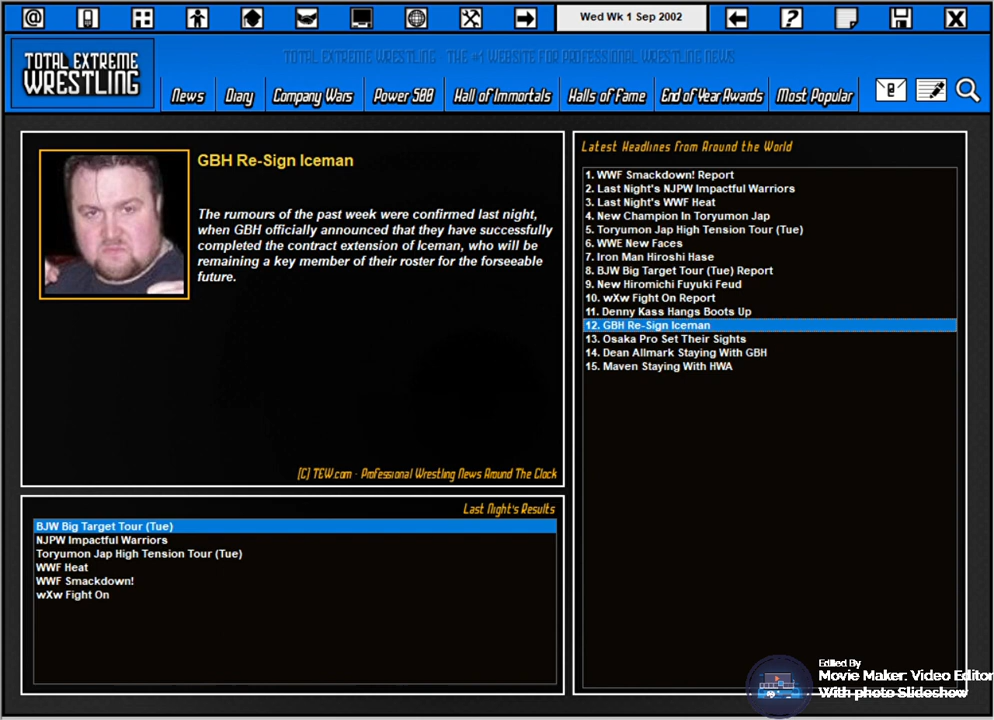 Wed Wk 1 Sep 2002
TOTAL EXTREME
WRESTLING
TOTAL EXTREME WRESTLING THE #1 WEBSITE FOR PROFESSIONAL WRESTLING NEWS
News
Diary
Company Wars
Power 500
Hall of Immortals
Halls of Fame
End of Year Awards
Most Popular
GBH Re-Sign Iceman
The rumours of the past week were confirmed last night,
when GBH officially announced that they have successfully
completed the contract extension of Iceman, who will be
remaining a key member of their roster for the forseeable
future.
(C) TEW.com - Professional Wrestling News Around The Clock
Last Night's Results
BJW Big Target Tour (Tue)
NJPW Impactful Warriors
Toryumon Jap High Tension Tour (Tue)
WWF Heat
WWF Smackdown!
wXw Fight On
Latest Headlines From Around the World
1. WWF Smackdown! Report
2. Last Night's NJPW Impactful Warriors
3. Last Night's WWF Heat
4. New Champion In Toryumon Jap
5. Toryumon Jap High Tension Tour (Tue)
6. WWE New Faces
7. Iron Man Hiroshi Hase
8. BJW Big Target Tour (Tue) Report
9. New Hiromichi Fuyuki Feud
10. wXw Fight On Report
11. Denny Kass Hangs Boots Up
12. GBH Re-Sign Iceman
13. Osaka Pro Set Their Sights
14. Dean Allmark Staying With GBH
15. Maven Staying With HWA
Edited By
Movie Maker: Video Editor
With photo Slideshow